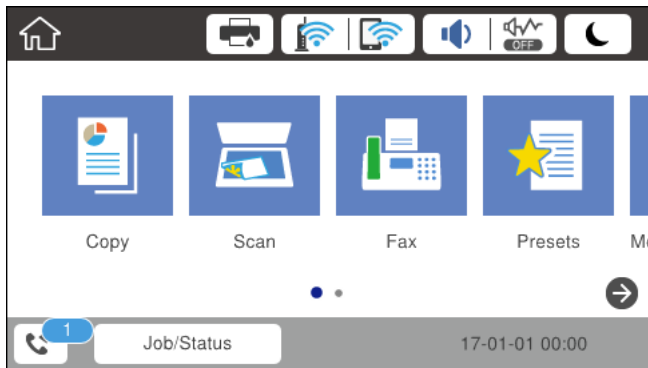 OFF
Copy
Scan
Fax
Presets
1
Job/Status
17-01-01 00:00